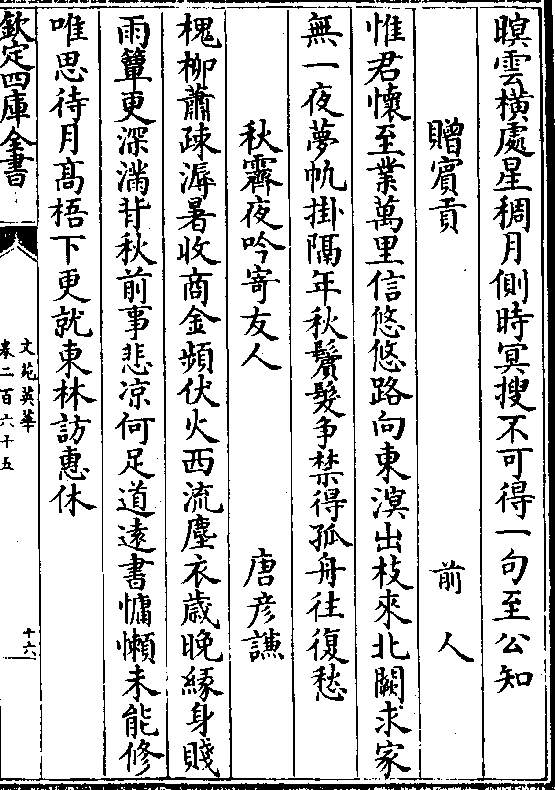 暝雲橫處星稠月側時冥搜不可得一句至公知
贈賔貢　前人
惟君懷至業萬里信悠悠路向東溟出枝來北闕求家
無一夜夢帆掛隔年秋鬢髮爭禁得孤舟往復愁
秋霽夜吟寄友人　唐彦謙
槐柳蕭踈溽暑收商金頻伏火西流塵衣歳晚緣身賤
雨簟更深滿背秋前事悲凉何足道逺書慵懶未能修
唯思待月髙梧下更就東林訪惠休
欽定四庫全書
文苑英華
卷二百六十五
十六